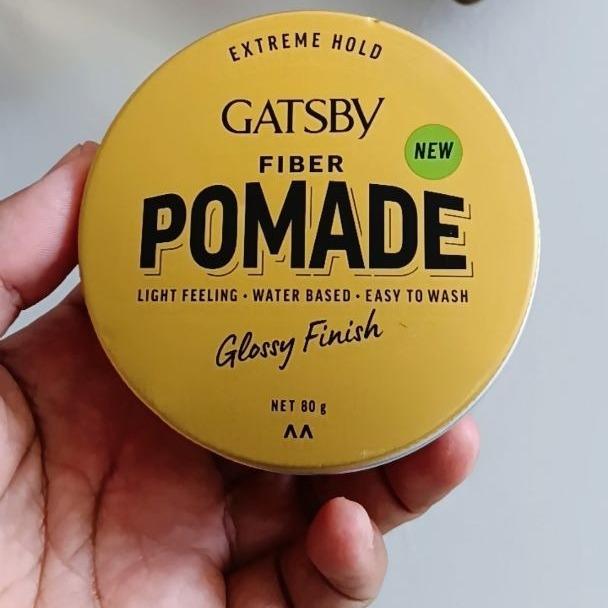 EXTREME HOLD
GATSBY
NEW
FIBER
POMADE
LIGHT FEELING • WATER BASED • EASY TO WASH
Glossy Finish
NET 80 g